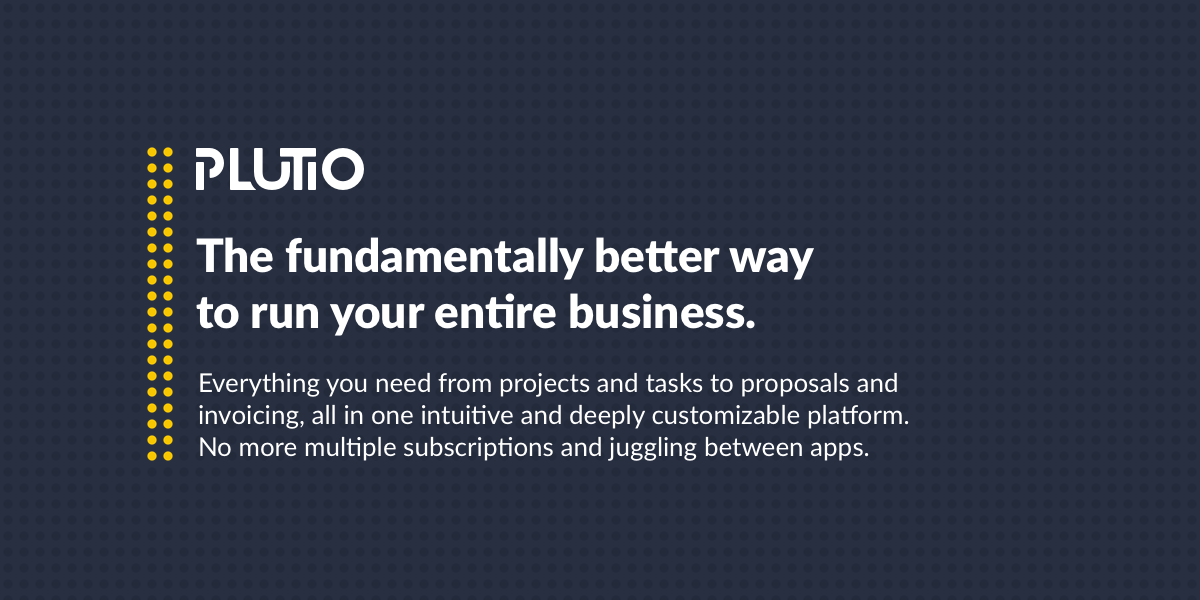 PLUTIO
The fundamentally better way
to run your entire business.
Everything you need from projects and tasks to proposals and
invoicing, all in one intuitive and deeply customizable platform.
No more multiple subscriptions and juggling between apps.